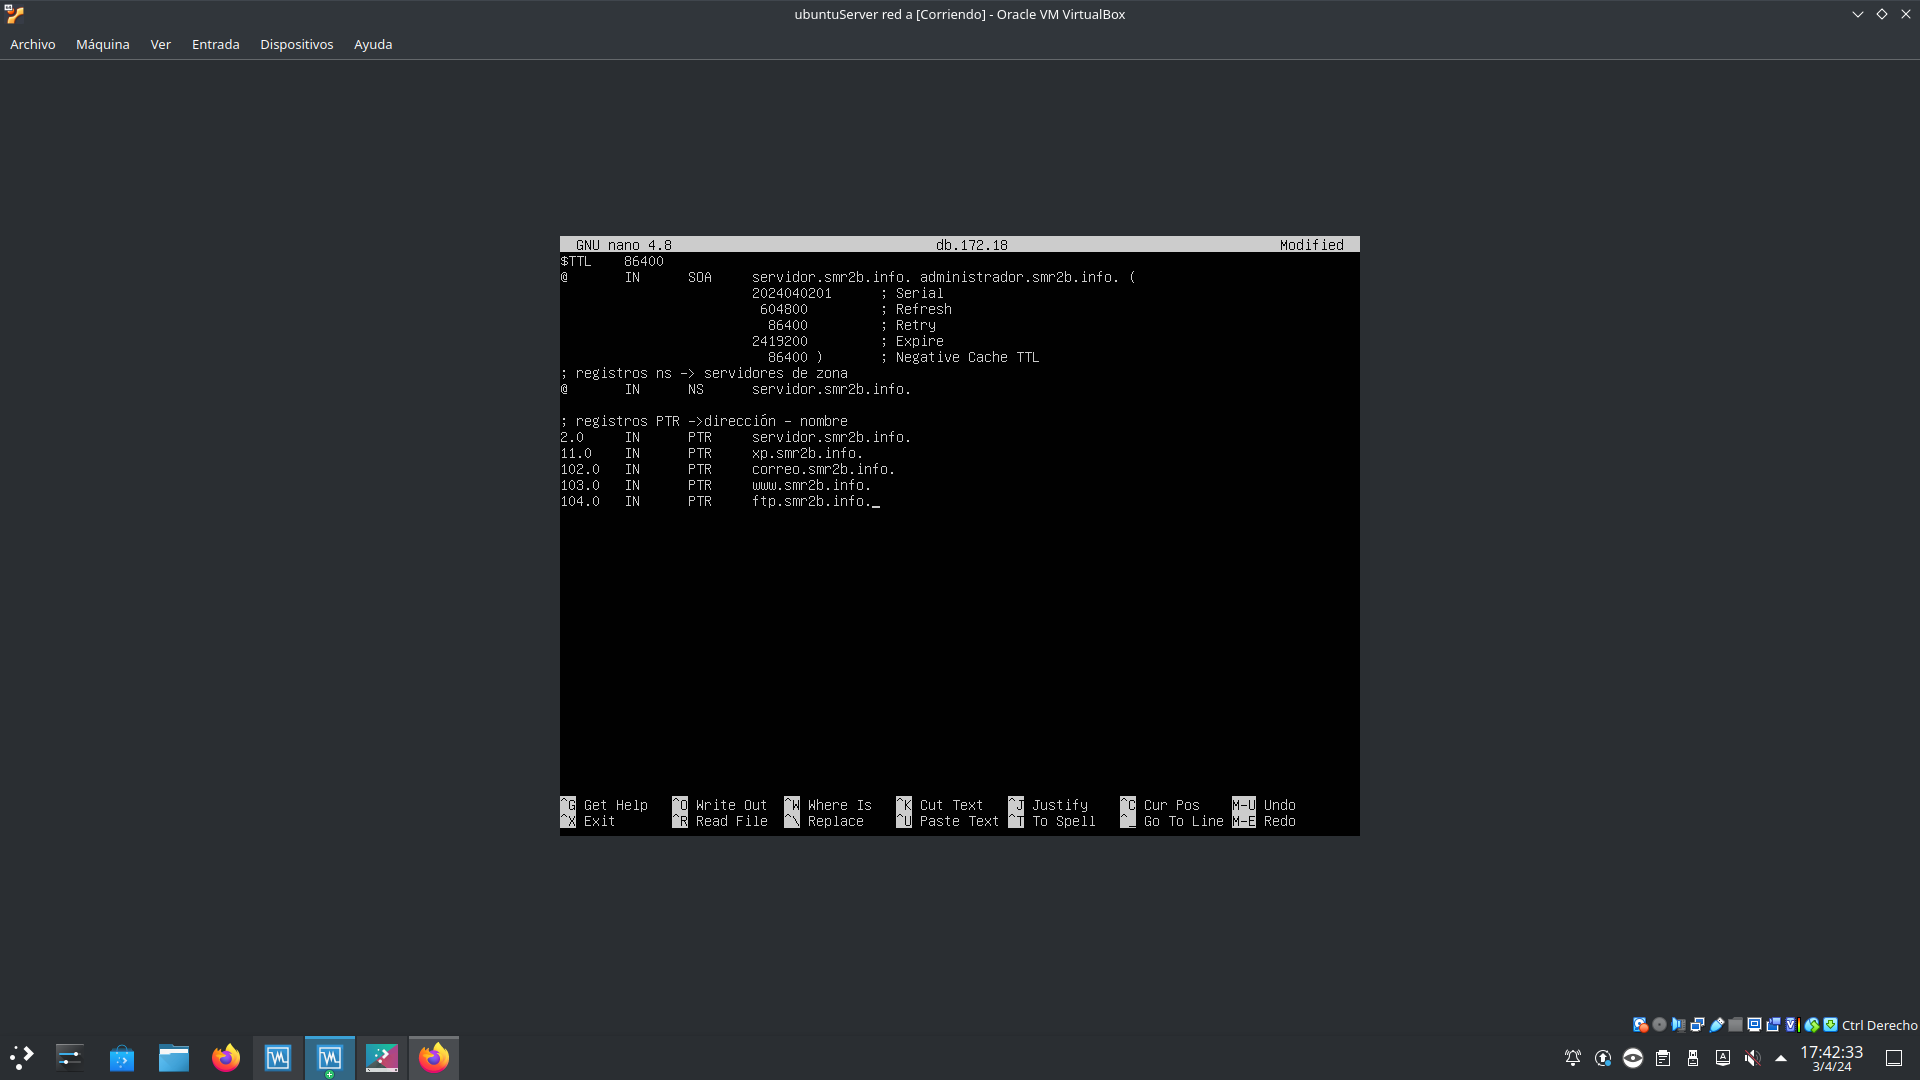 ubuntuServer red a [Corriendo] - Oracle VM VirtualBox
Archivo Máquina Ver Entrada Dispositivos Ayuda
GNU nano 4.8 db.172.18 Modified
$TTL 86400
@ IN SOA servidor.smr2b.info. administrador.smr2b.info. (
2024040201 ; Serial
604800 ; Refresh
86400 ; Retry
2419200 ; Expire
86400 ) ; Negative Cache TTL
; registros ns -> servidores de zona
@ IN NS servidor.smr2b.info.
; registros PTR ->dirección - nombre
2.0 IN PTR servidor.smr2b.info.
11.0 IN PTR xp.smr2b.info.
102.0 IN PTR correo.smr2b.info.
103.0 IN PTR www.smr2b.info.
104.0 IN PTR ftp.smr2b.info._
^G Get Help ^O Write Out ^W Where Is ^K Cut Text ^J Justify ^C Cur Pos M-U Undo
^X Exit ^R Read File ^\ Replace ^U Paste Text ^T To Spell ^_ Go To Line M-E Redo
Ctrl Derecho
17:42:33
3/4/24